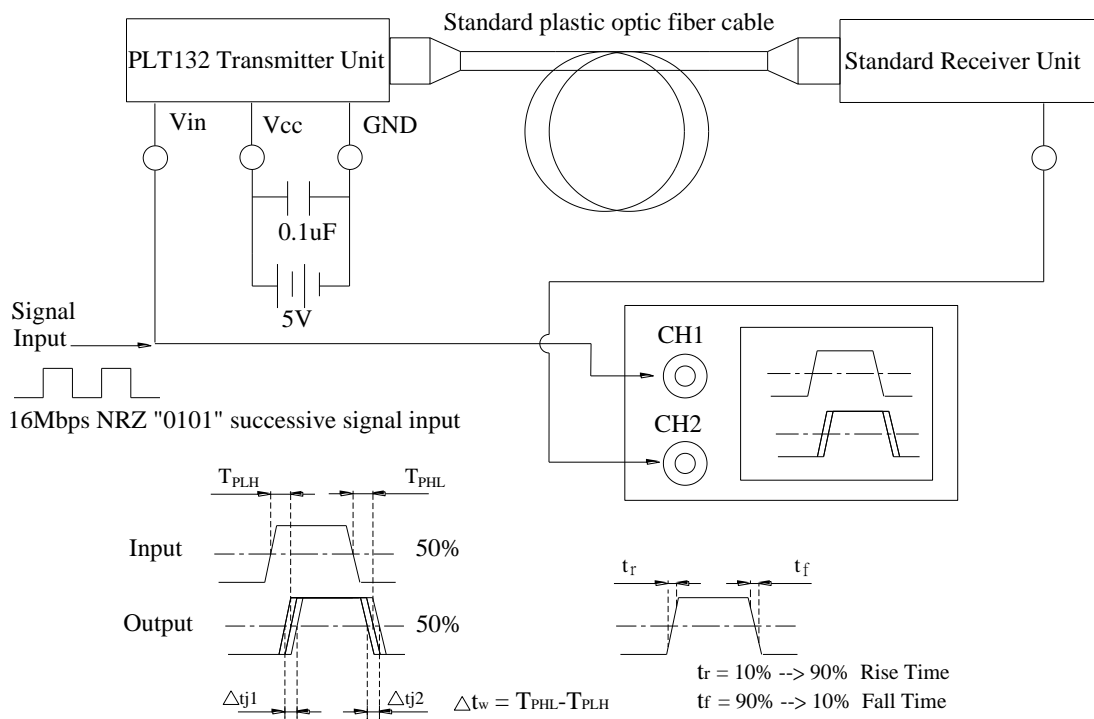 Standard plastic optic fiber cable
PLT132 Transmitter Unit
Standard Receiver Unit
Vin
Vcc
GND
0.1uF
5V
Signal
Input
16Mbps NRZ "0101" successive signal input
CH1
CH2
TPLH
TPHL
Input
50%
Output
50%
△tj1
△tj2
△tw = TPHL-TPLH
tr
tf
tr = 10% --> 90% Rise Time
tf = 90% --> 10% Fall Time